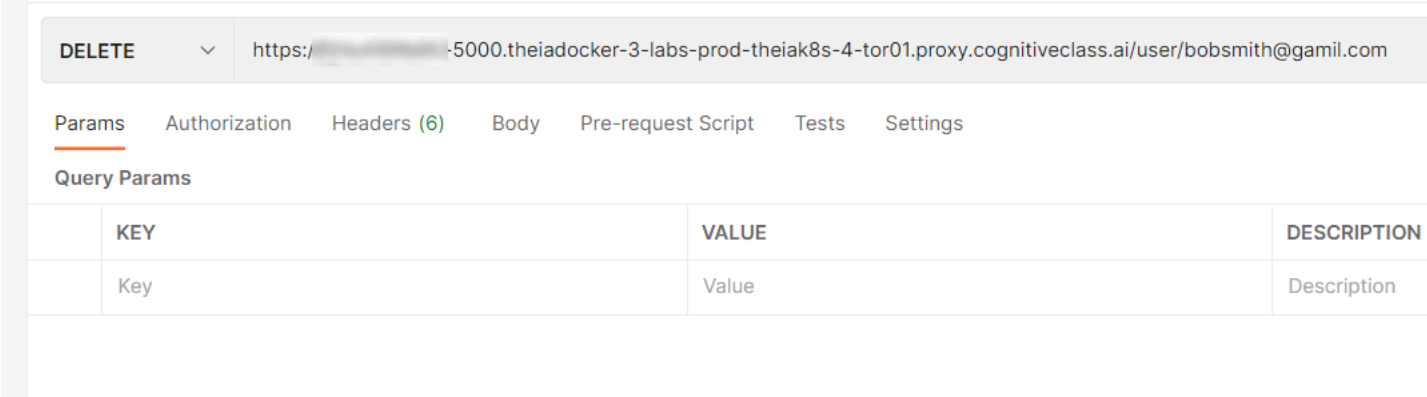 DELETE https:/ -5000.theiadocker-3-labs-prod-theiak8s-4-tor01.proxy.cognitiveclass.ai/user/bobsmith@gamil.com
Params Authorization Headers (6) Body Pre-request Script Tests Settings
Query Params
KEY VALUE DESCRIPTION
Key Value Description